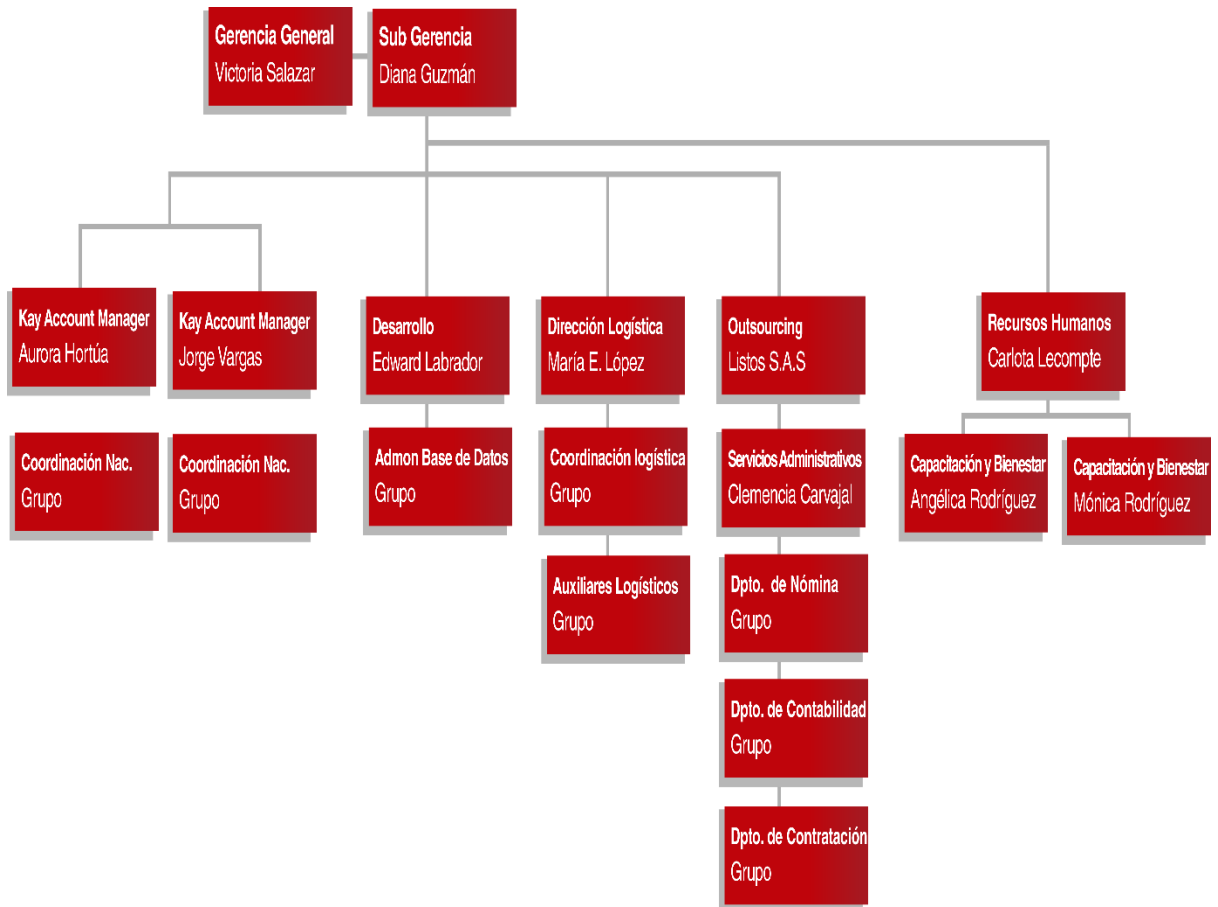 Gerencia General
Victoria Salazar
Sub Gerencia
Diana Guzmán
Kay Account Manager
Aurora Hortúa
Kay Account Manager
Jorge Vargas
Desarrollo
Edward Labrador
Dirección Logística
María E. López
Outsourcing
Listos S.A.S
Recursos Humanos
Carlota Lecompte
Coordinación Nac.
Grupo
Coordinación Nac.
Grupo
Admon Base de Datos
Grupo
Coordinación logística
Grupo
Servicios Administrativos
Clemencia Carvajal
Capacitación y Bienestar
Angélica Rodríguez
Capacitación y Bienestar
Mónica Rodríguez
Auxiliares Logísticos
Grupo
Dpto. de Nómina
Grupo
Dpto. de Contabilidad
Grupo
Dpto. de Contratación
Grupo